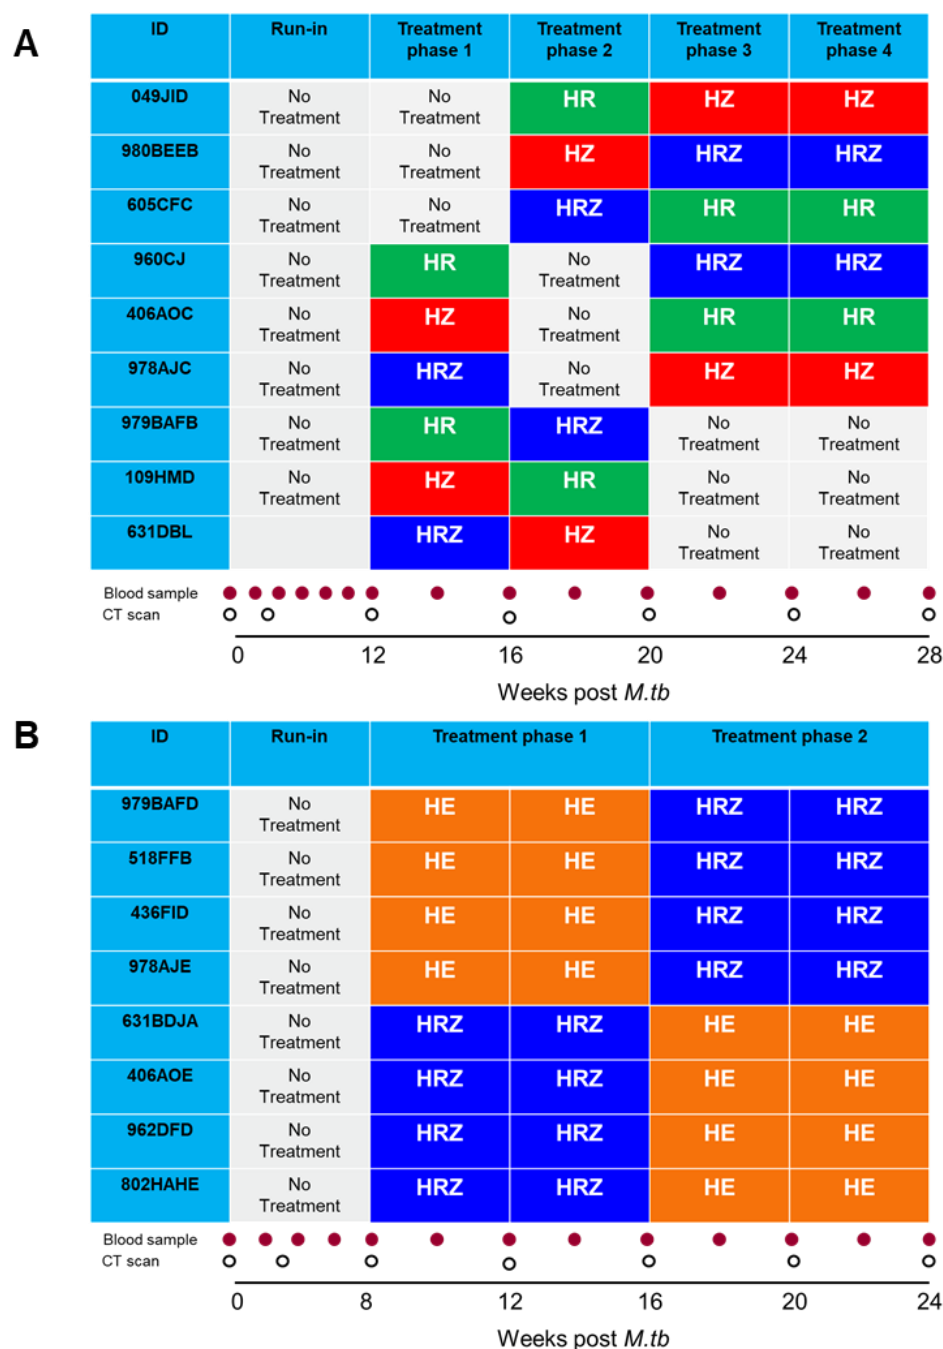 A
ID Run-in Treatment phase 1 Treatment phase 2 Treatment phase 3 Treatment phase 4
049JID No Treatment No Treatment HR HZ HZ
980BEEB No Treatment No Treatment HZ HRZ HRZ
605CFC No Treatment No Treatment HRZ HR HR
960CJ No Treatment HR No Treatment HRZ HRZ
406AOC No Treatment HZ No Treatment HR HR
978AJC No Treatment HRZ No Treatment HZ HZ
979BAFB No Treatment HR HRZ No Treatment No Treatment
109HMD No Treatment HZ HR No Treatment No Treatment
631DBL HRZ HZ No Treatment No Treatment
Blood sample
CT scan
0 12 16 20 24 28
Weeks post M.tb
B
ID Run-in Treatment phase 1 Treatment phase 2
979BAFD No Treatment HE HE HRZ HRZ
518FFB No Treatment HE HE HRZ HRZ
436FID No Treatment HE HE HRZ HRZ
978AJE No Treatment HE HE HRZ HRZ
631BDJA No Treatment HRZ HRZ HE HE
406AOE No Treatment HRZ HRZ HE HE
962DFD No Treatment HRZ HRZ HE HE
802HAHE No Treatment HRZ HRZ HE HE
Blood sample
CT scan
0 8 12 16 20 24
Weeks post M.tb